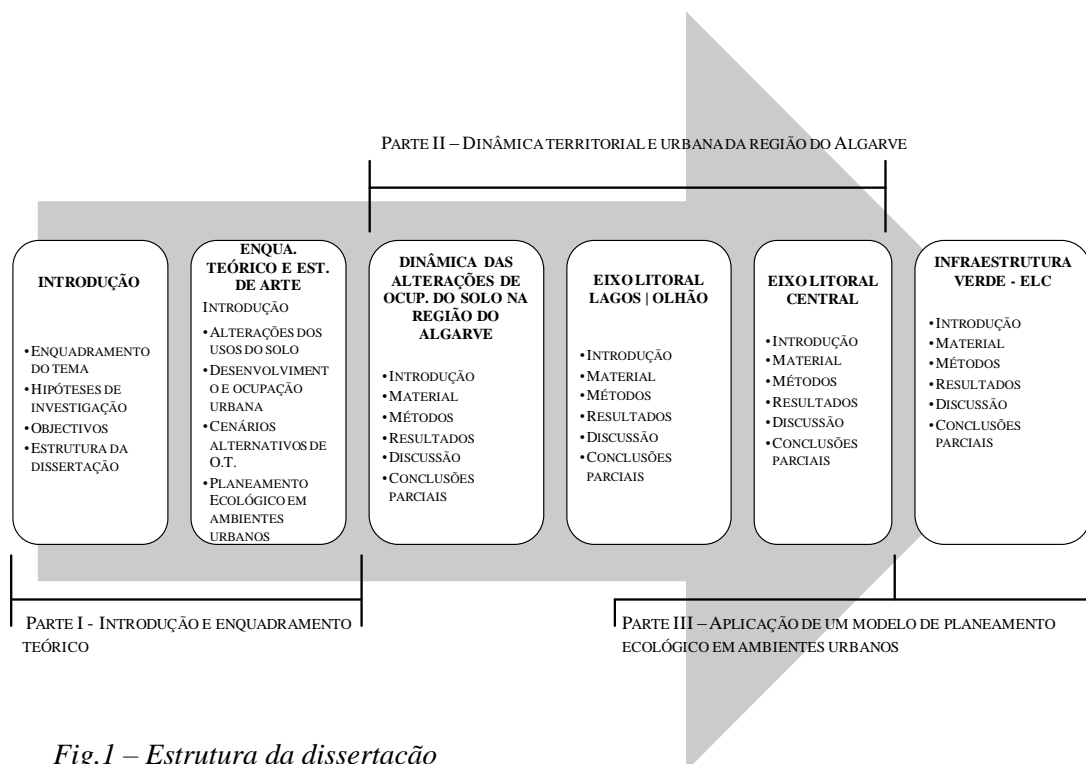 PARTE II – DINÂMICA TERRITORIAL E URBANA DA REGIÃO DO ALGARVE
INTRODUÇÃO
•ENQUADRAMENTO
DO TEMA
•HIPÓTESES DE
INVESTIGAÇÃO
•OBJECTIVOS
•ESTRUTURA DA
DISSERTAÇÃO
ENQUA.
TEÓRICO E EST.
DE ARTE
INTRODUÇÃO
•ALTERAÇÕES DOS
USOS DO SOLO
•DESENVOLVIMENT
O E OCUPAÇÃO
URBANA
•CENÁRIOS
ALTERNATIVOS DE
O.T.
•PLANEAMENTO
ECOLÓGICO EM
AMBIENTES
URBANOS
DINÂMICA DAS
ALTERAÇÕES DE
OCUP. DO SOLO NA
REGIÃO DO
ALGARVE
•INTRODUÇÃO
•MATERIAL
•MÉTODOS
•RESULTADOS
•DISCUSSÃO
•CONCLUSÕES
PARCIAIS
EIXO LITORAL
LAGOS | OLHÃO
•INTRODUÇÃO
•MATERIAL
•MÉTODOS
•RESULTADOS
•DISCUSSÃO
•CONCLUSÕES
PARCIAIS
EIXO LITORAL
CENTRAL
•INTRODUÇÃO
•MATERIAL
•MÉTODOS
•RESULTADOS
•DISCUSSÃO
•CONCLUSÕES
PARCIAIS
INFRAESTRUTURA
VERDE - ELC
•INTRODUÇÃO
•MATERIAL
•MÉTODOS
•RESULTADOS
•DISCUSSÃO
•CONCLUSÕES
PARCIAIS
PARTE I - INTRODUÇÃO E ENQUADRAMENTO
TEÓRICO
PARTE III – APLICAÇÃO DE UM MODELO DE PLANEAMENTO
ECOLÓGICO EM AMBIENTES URBANOS
Fig.1 – Estrutura da dissertação